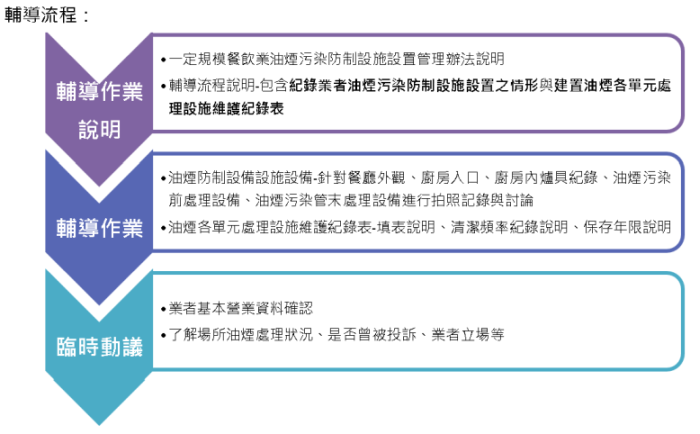 輔導流程：
輔導作業
說明
•一定規模餐飲業油煙污染防制設施設置管理辦法說明
•輔導流程說明-包含紀錄業者油煙污染防制設施設置之情形與建置油煙各單元處
理設施維護紀錄表
輔導作業
•油煙防制設備設施設備-針對餐廳外觀、廚房入口、廚房內爐具紀錄、油煙污染
前處理設備、油煙污染管末處理設備進行拍照記錄與討論
•油煙各單元處理設施維護紀錄表-填表說明、清潔頻率紀錄說明、保存年限說明
臨時動議
•業者基本營業資料確認
•了解場所油煙處理狀況、是否曾被投訴、業者立場等